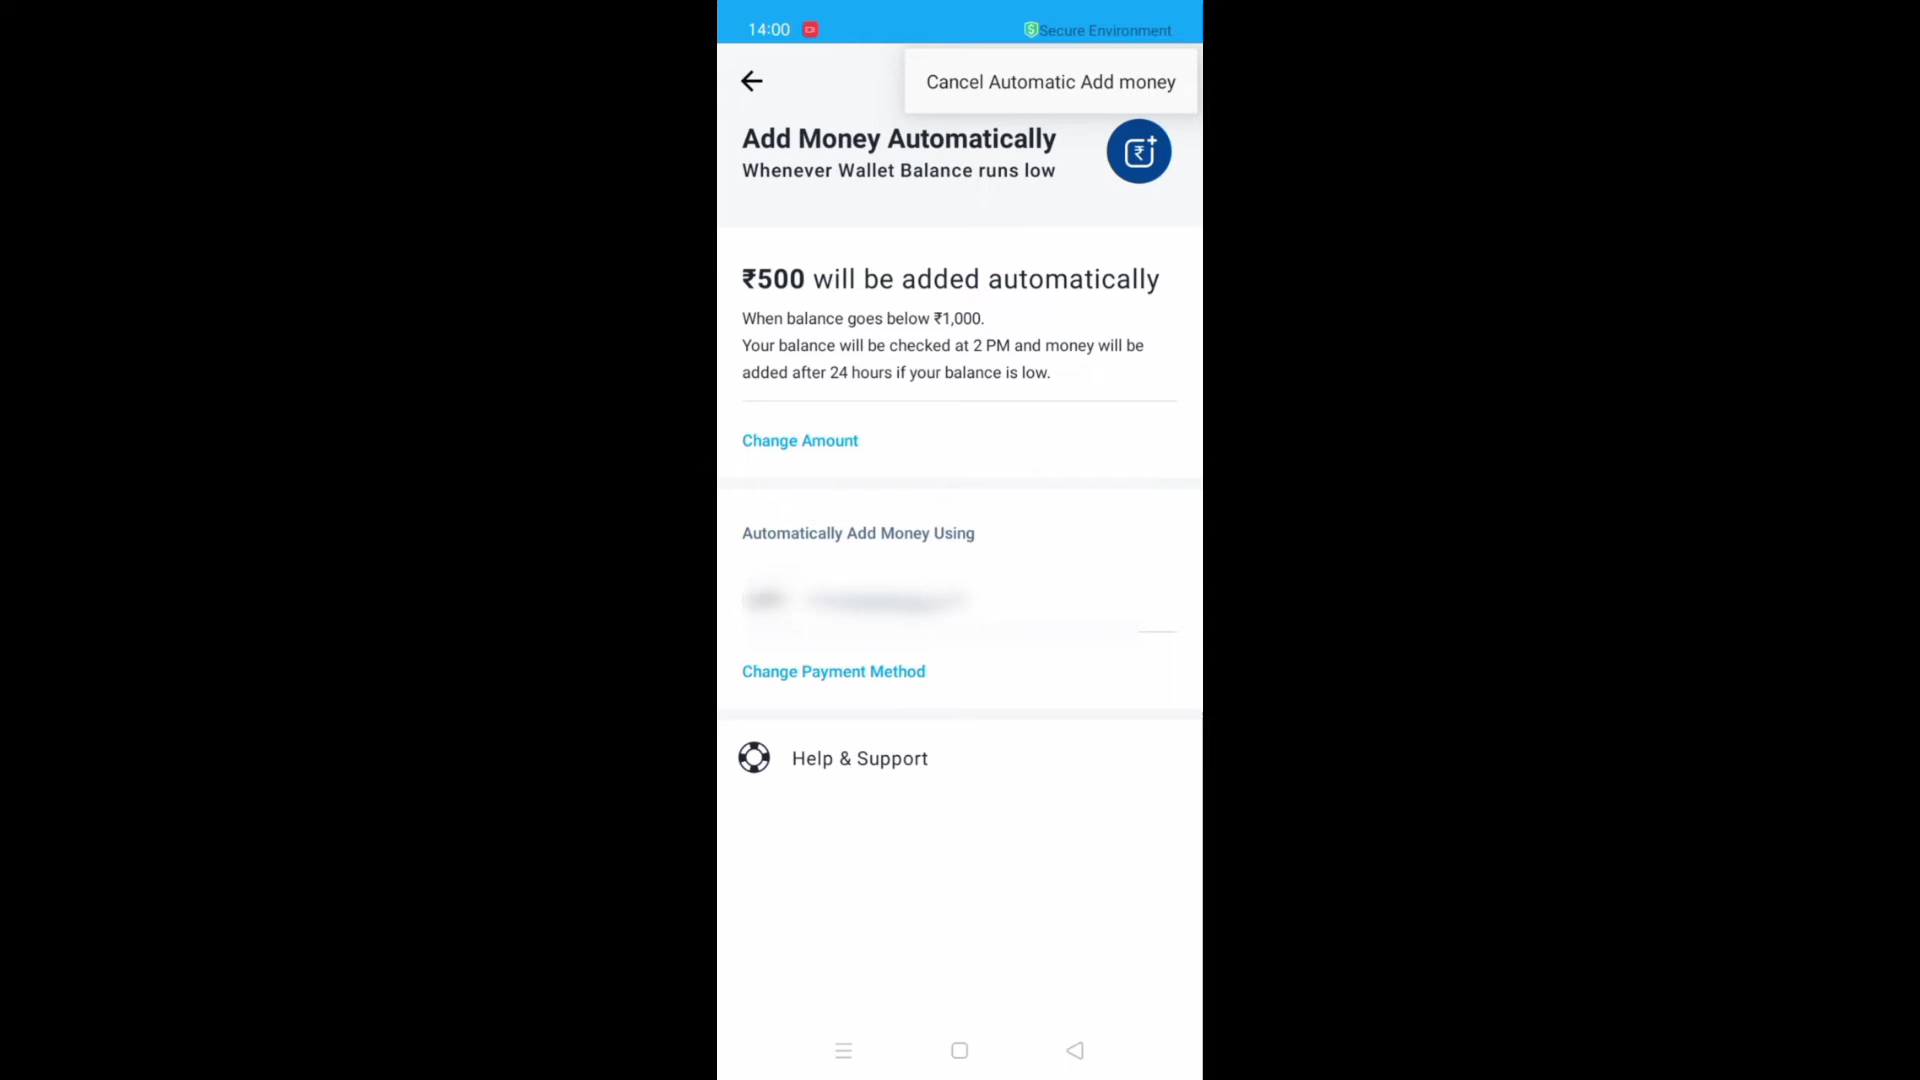 14:00
Secure Environment
Cancel Automatic Add money
Add Money Automatically
Whenever Wallet Balance runs low
₹500 will be added automatically
When balance goes below ₹1,000.
Your balance will be checked at 2 PM and money will be
added after 24 hours if your balance is low.
Change Amount
Automatically Add Money Using
Change Payment Method
Help & Support